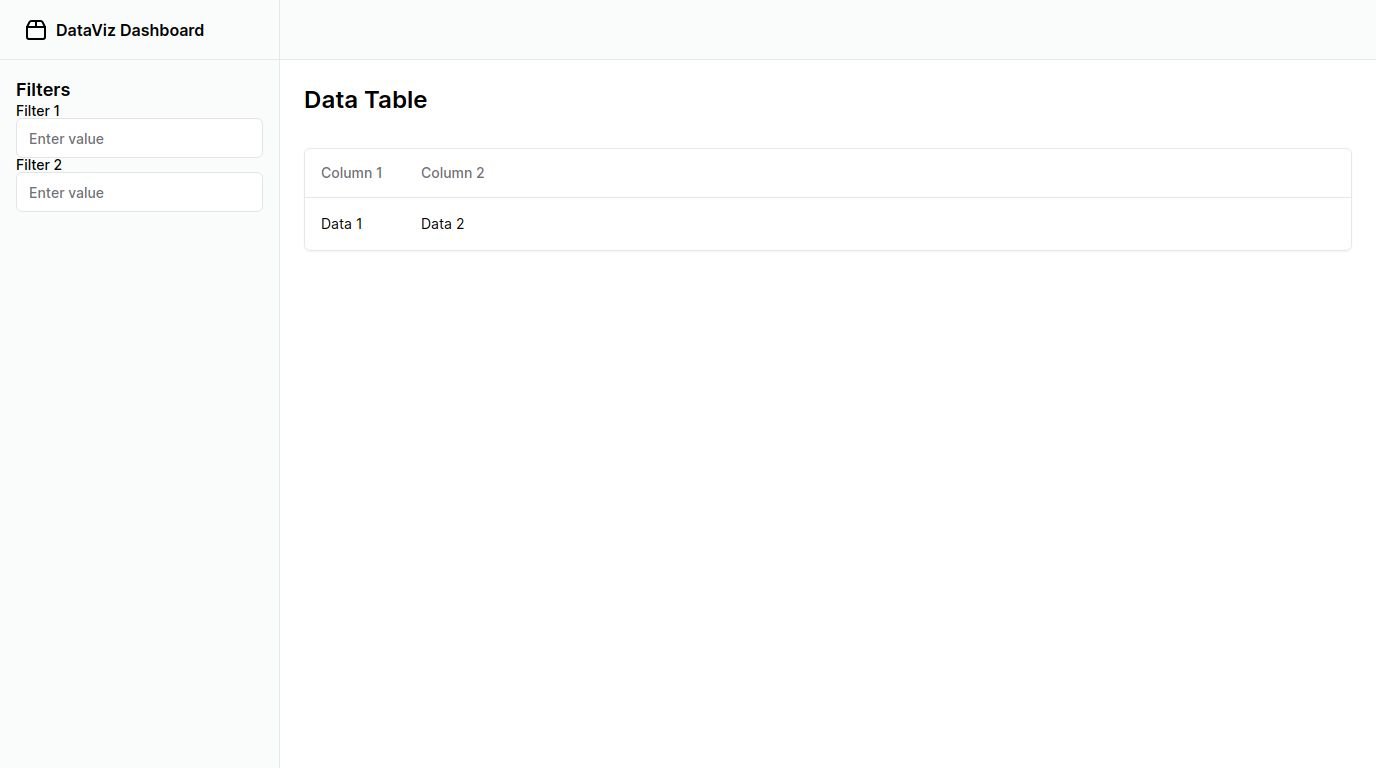 DataViz Dashboard
Filters
Filter 1
Enter value
Filter 2
Enter value
Data Table
Column 1 Column 2
Data 1 Data 2